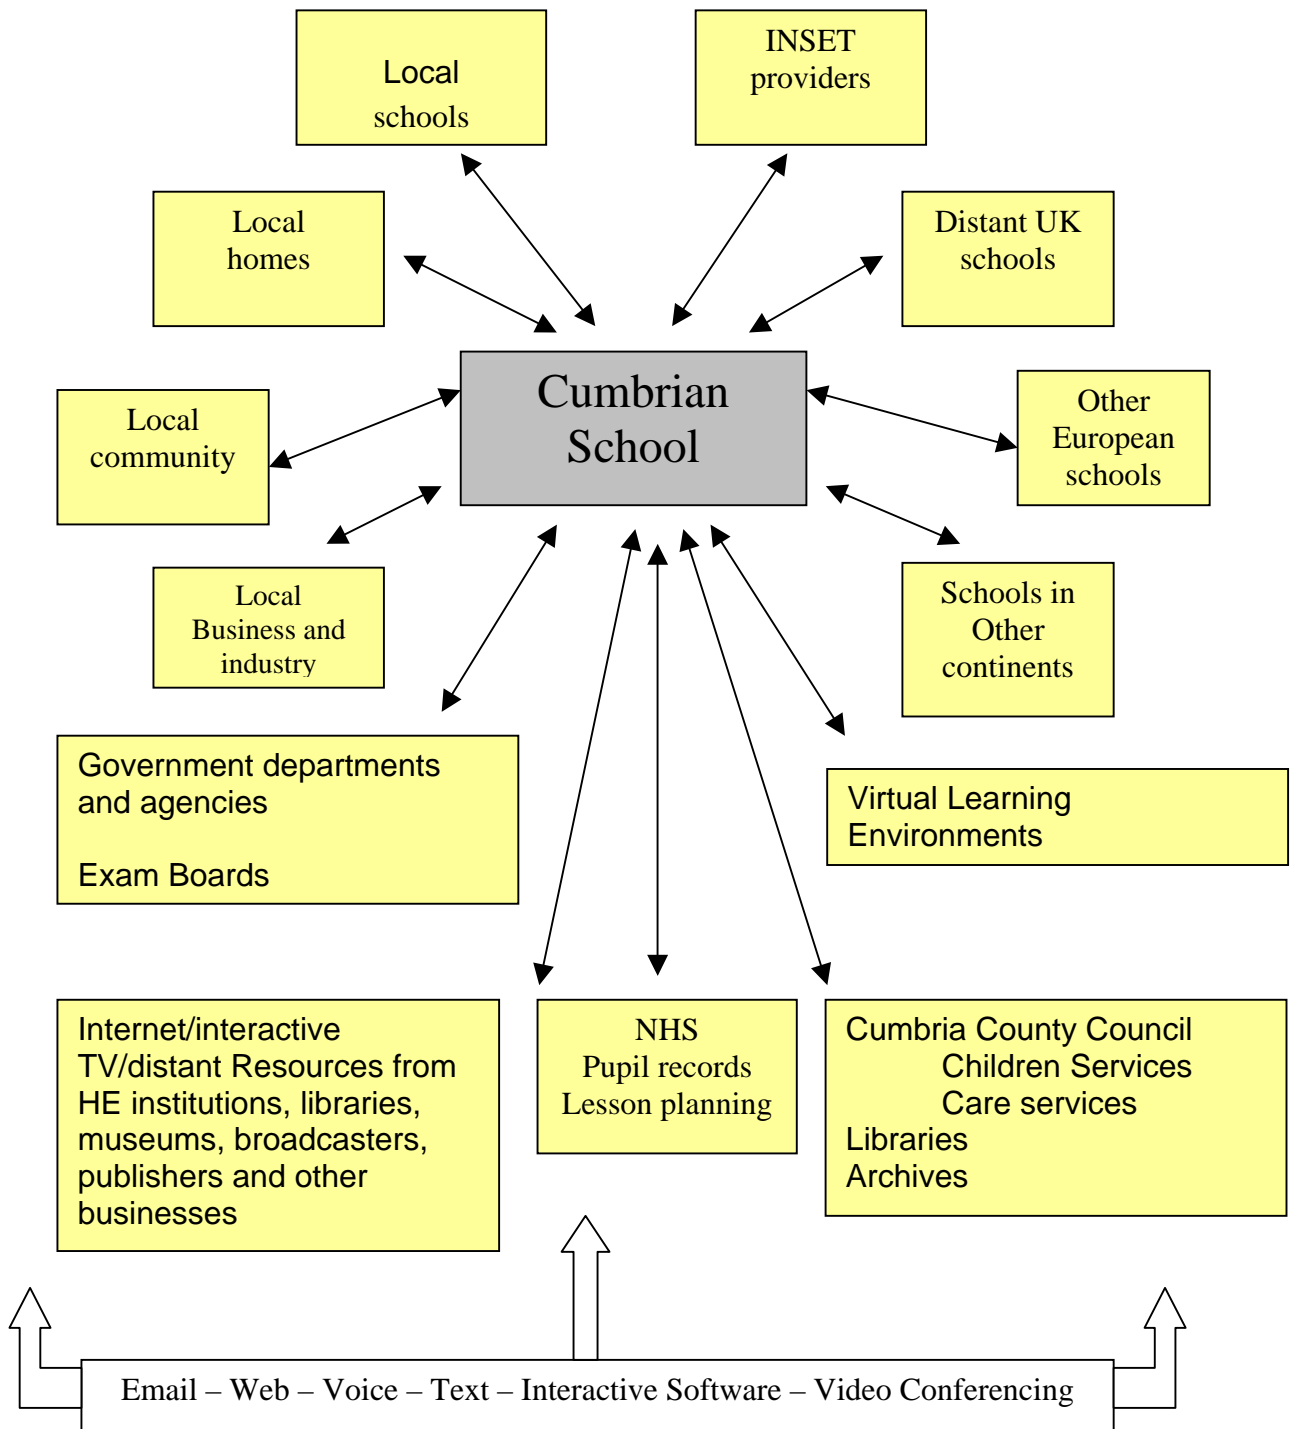 Local
schools
INSET
providers
Local
homes
Distant UK
schools
Cumbrian
School
Local
community
Other
European
schools
Local
Business and
industry
Schools in
Other
continents
Government departments
and agencies
Exam Boards
Virtual Learning
Environments
Internet/interactive
TV/distant Resources from
HE institutions, libraries,
museums, broadcasters,
publishers and other
businesses
NHS
Pupil records
Lesson planning
Cumbria County Council
Children Services
Care services
Libraries
Archives
Email – Web – Voice – Text – Interactive Software – Video Conferencing